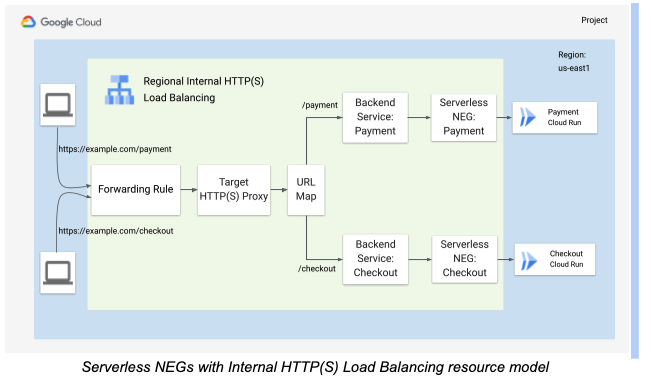 Google Cloud
Project
Region:
us-east1
Regional Internal HTTP(S)
Load Balancing
/payment
Backend
Service:
Payment
Serverless
NEG:
Payment
Payment
Cloud Run
https://example.com/payment
Forwarding Rule
Target
HTTP(S) Proxy
URL
Map
https://example.com/checkout
/checkout
Backend
Service:
Checkout
Serverless
NEG:
Checkout
Checkout
Cloud Run
Serverless NEGs with Internal HTTP(S) Load Balancing resource model